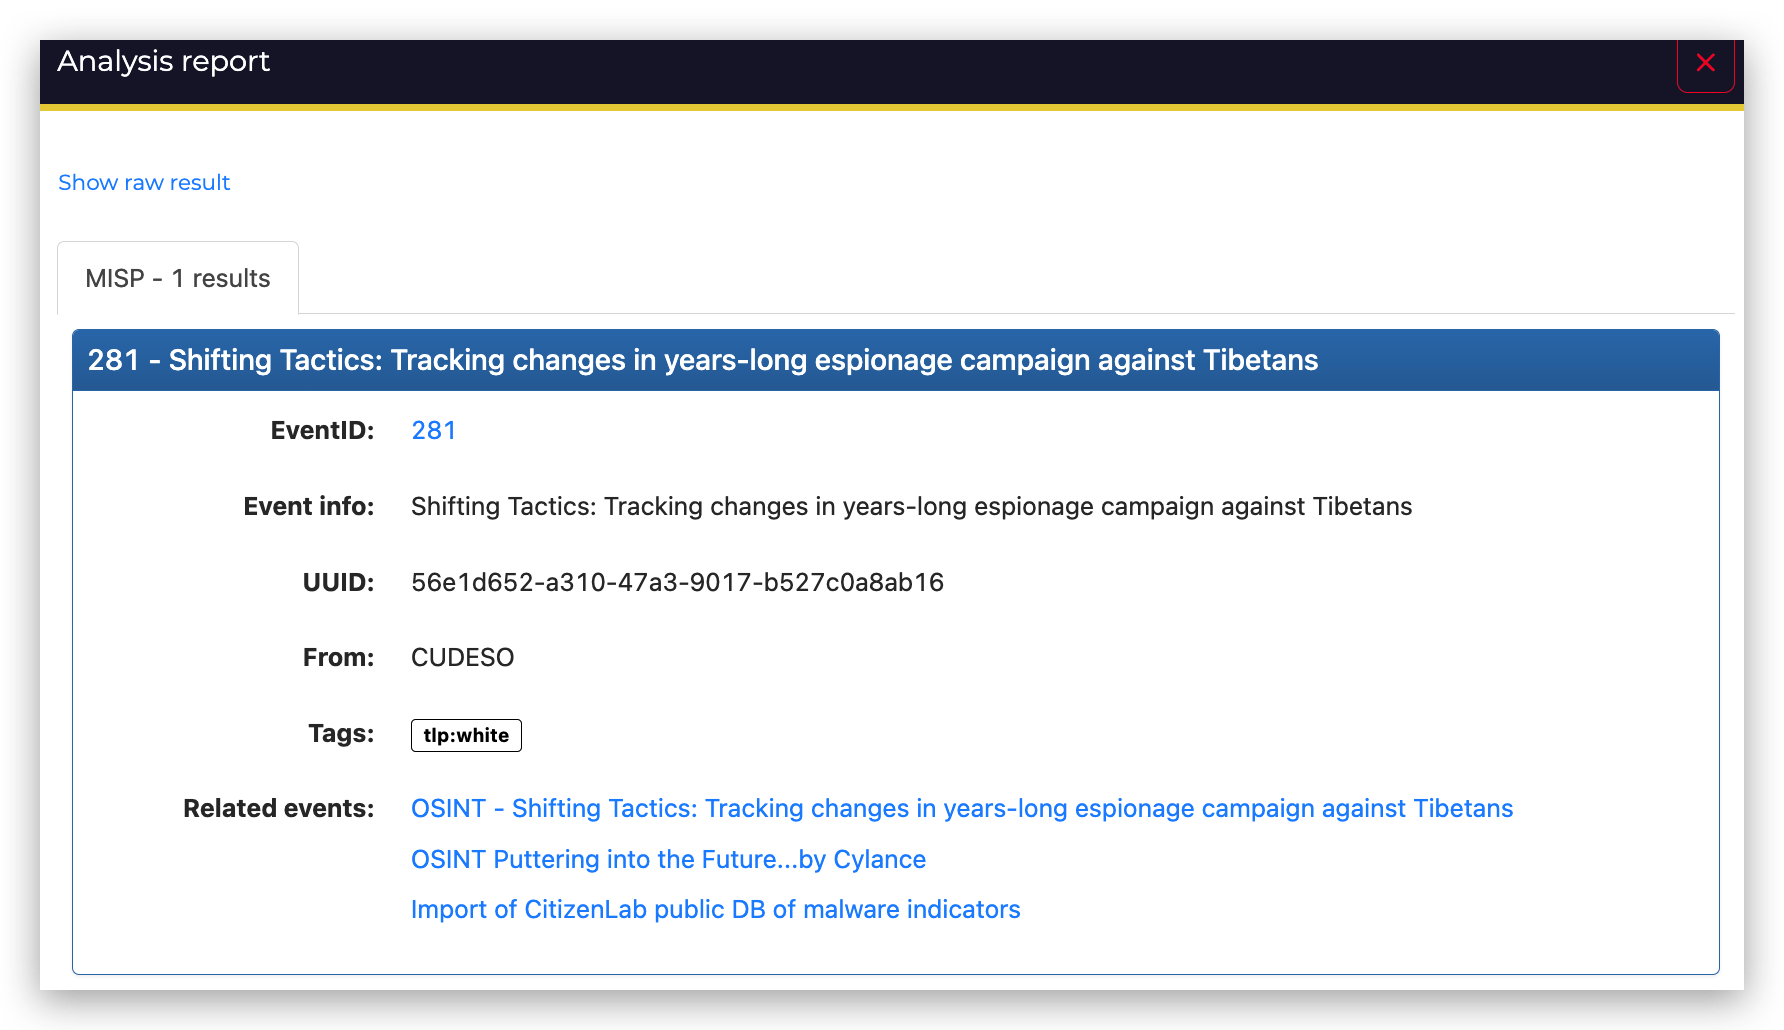 Analysis report
Show raw result
MISP - 1 results
281 - Shifting Tactics: Tracking changes in years-long espionage campaign against Tibetans
EventID: 281
Event info: Shifting Tactics: Tracking changes in years-long espionage campaign against Tibetans
UUID: 56e1d652-a310-47a3-9017-b527c0a8ab16
From: CUDESO
Tags: tlp:white
Related events: OSINT - Shifting Tactics: Tracking changes in years-long espionage campaign against Tibetans
OSINT Puttering into the Future...by Cylance
Import of CitizenLab public DB of malware indicators